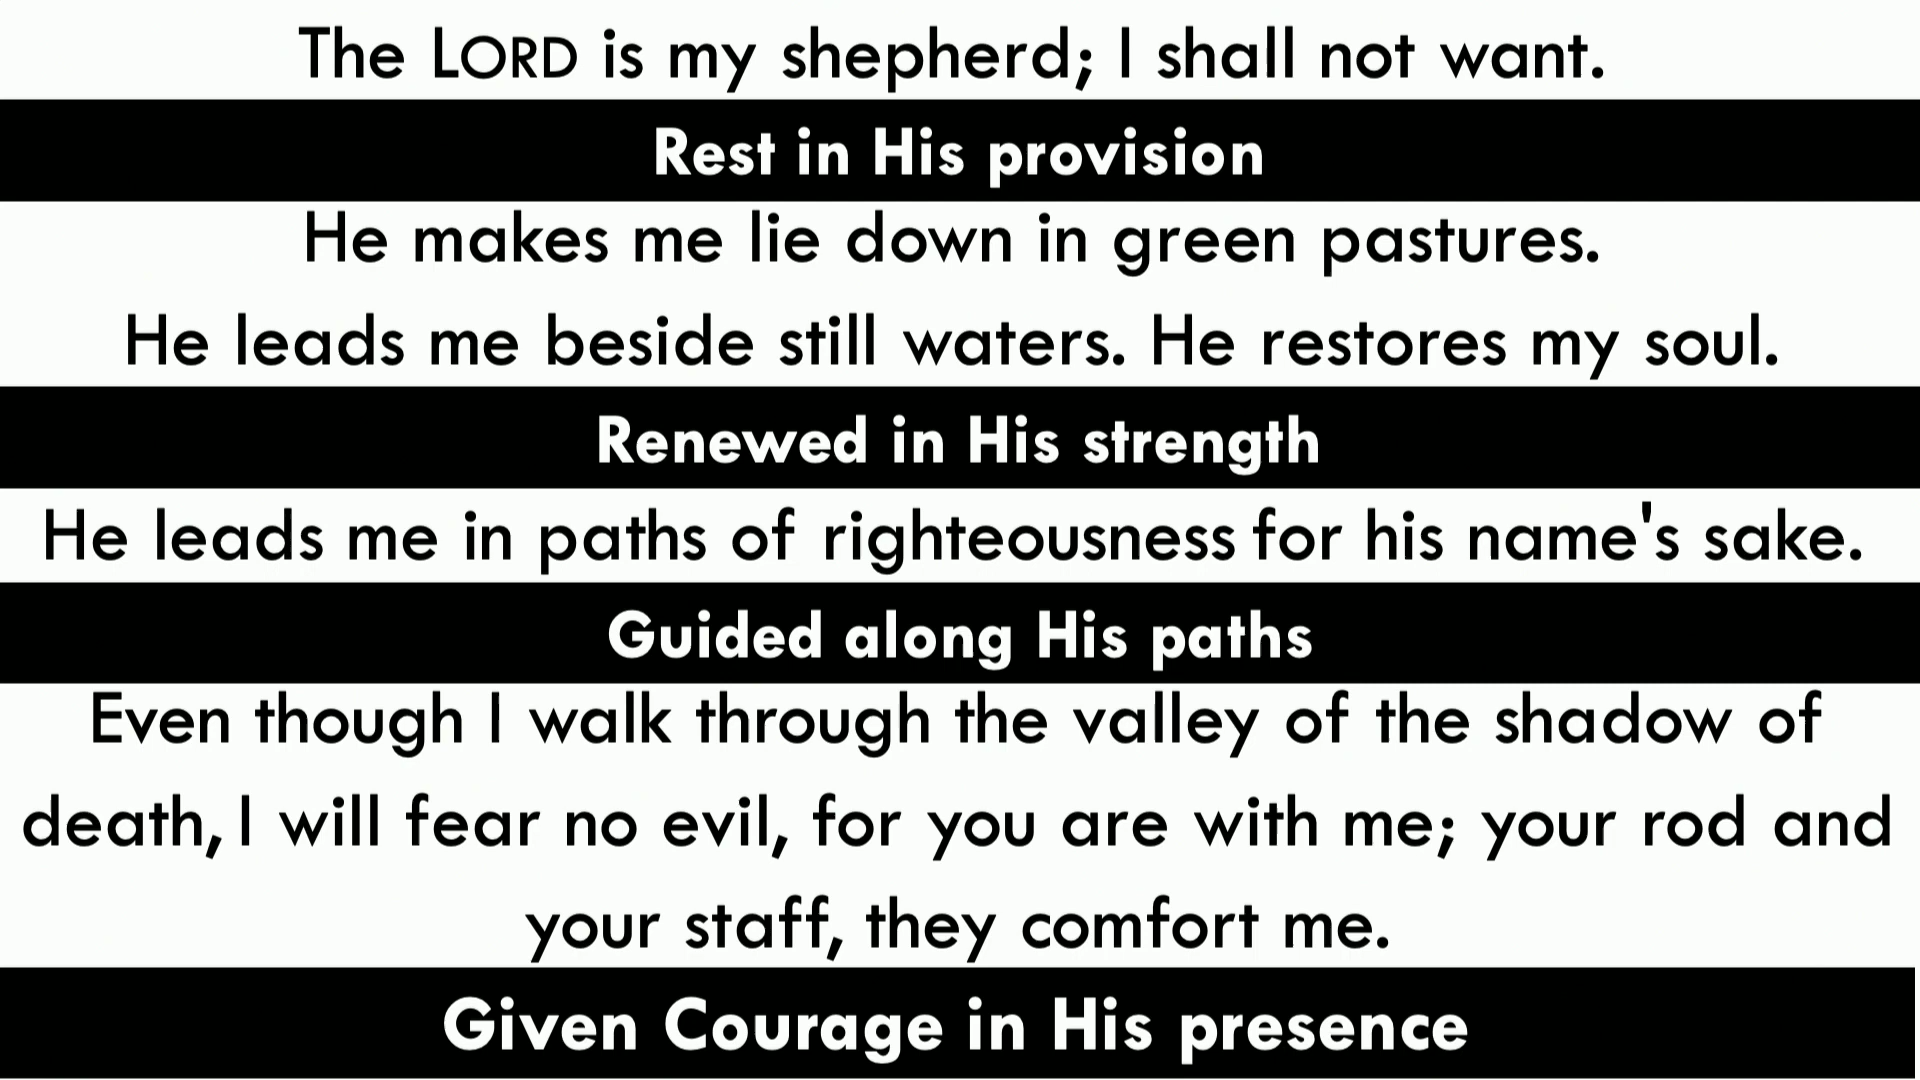 The LORD is my shepherd; I shall not want.
Rest in His provision
He makes me lie down in green pastures.
He leads me beside still waters. He restores my soul.
Renewed in His strength
He leads me in paths of righteousness for his name's sake.
Guided along His paths
Even though I walk through the valley of the shadow of
death, I will fear no evil, for you are with me; your rod and
your staff, they comfort me.
Given Courage in His presence